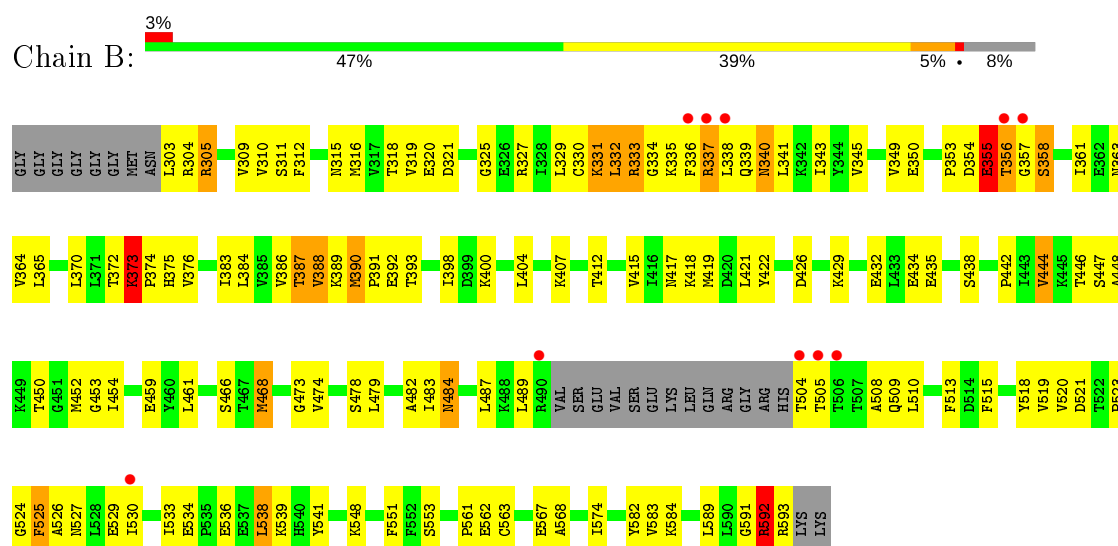 3%
Chain B:
47% 39% 5% • 8%
GLY GLY GLY GLY GLY GLY MET ASN L303 R304 R305 V309 V310 S311 F312 N315 M316 V317 T318 V319 E320 D321 G325 E326 R327 I328 L329 C330 K331 L332 R333 G334 K335 F336 R337 L338 Q339 N340 L341 K342 I343 Y344 V345 V349 E350 P353 D354 E355 T356 G357 S358 I361 E362 N363
V364 L365 L370 L371 T372 K373 P374 H375 V376 I383 L384 V385 V386 T387 V388 K389 M390 P391 E392 T393 I398 D399 K400 L404 K407 T412 V415 I416 N417 K418 M419 D420 L421 Y422 D426 K429 E432 L433 E434 E435 S438 P442 I443 V444 K445 T446 S447 A448
K449 T450 G451 M452 G453 I454 E459 Y460 L461 S466 T467 M468 G473 V474 S478 L479 A482 I483 N484 L487 K488 L489 R490 VAL SER GLU VAL SER GLU LYS LEU GLN ARG GLY ARG HIS T504 T505 T506 T507 A508 Q509 L510 F513 D514 F515 Y518 V519 V520 D521 T522 P523
G524 F525 A526 N527 L528 E529 I530 I533 E534 P535 E536 E537 L538 K539 H540 Y541 K548 F551 F552 S553 P561 E562 C563 E567 A568 I574 Y582 V583 K584 L589 L590 G591 R592 R593 LYS LYS